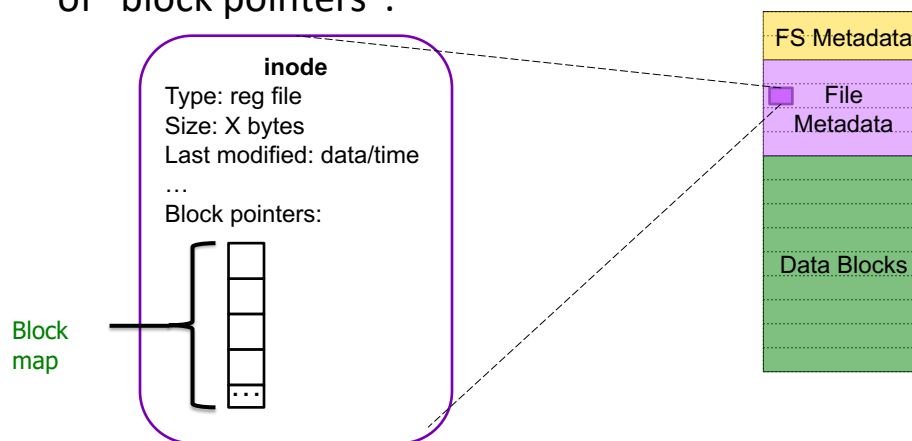 of "block pointers":
inode
Type: reg file
Size: X bytes
Last modified: data/time
…
Block pointers:
...
Block
map
FS Metadata
File
Metadata
Data Blocks